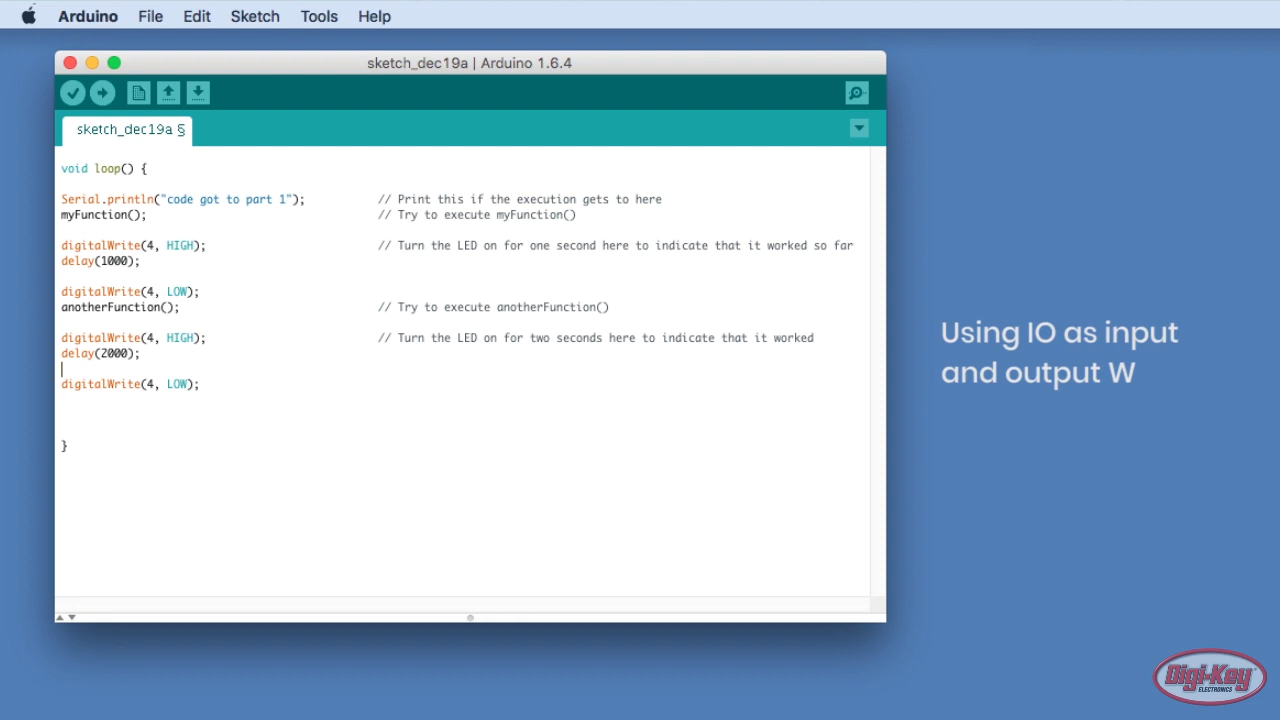 Arduino File Edit Sketch Tools Help
sketch_dec19a | Arduino 1.6.4
sketch_dec19a §
void loop() {
Serial.println("code got to part 1"); // Print this if the execution gets to here
myFunction(); // Try to execute myFunction()
digitalWrite(4, HIGH); // Turn the LED on for one second here to indicate that it worked so far
delay(1000);
digitalWrite(4, LOW);
anotherFunction(); // Try to execute anotherFunction()
digitalWrite(4, HIGH); // Turn the LED on for two seconds here to indicate that it worked
delay(2000);
digitalWrite(4, LOW);
}
Using IO as input
and output W
Digi-Key
ELECTRONICS